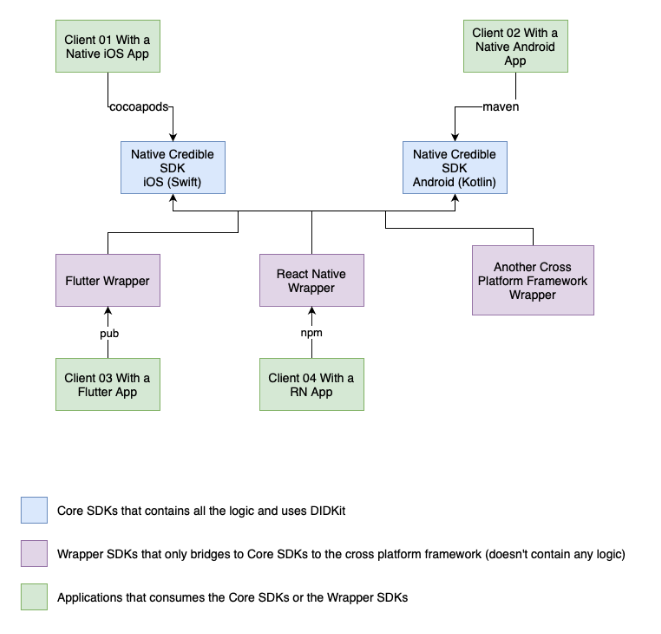 Client 01 With a
Native iOS App
Client 02 With a
Native Android
App
cocoapods
maven
Native Credible
SDK
iOS (Swift)
Native Credible
SDK
Android (Kotlin)
Flutter Wrapper
React Native
Wrapper
Another Cross
Platform Framework
Wrapper
pub
npm
Client 03 With a
Flutter App
Client 04 With a
RN App
Core SDKs that contains all the logic and uses DIDKit
Wrapper SDKs that only bridges to Core SDKs to the cross platform framework (doesn't contain any logic)
Applications that consumes the Core SDKs or the Wrapper SDKs